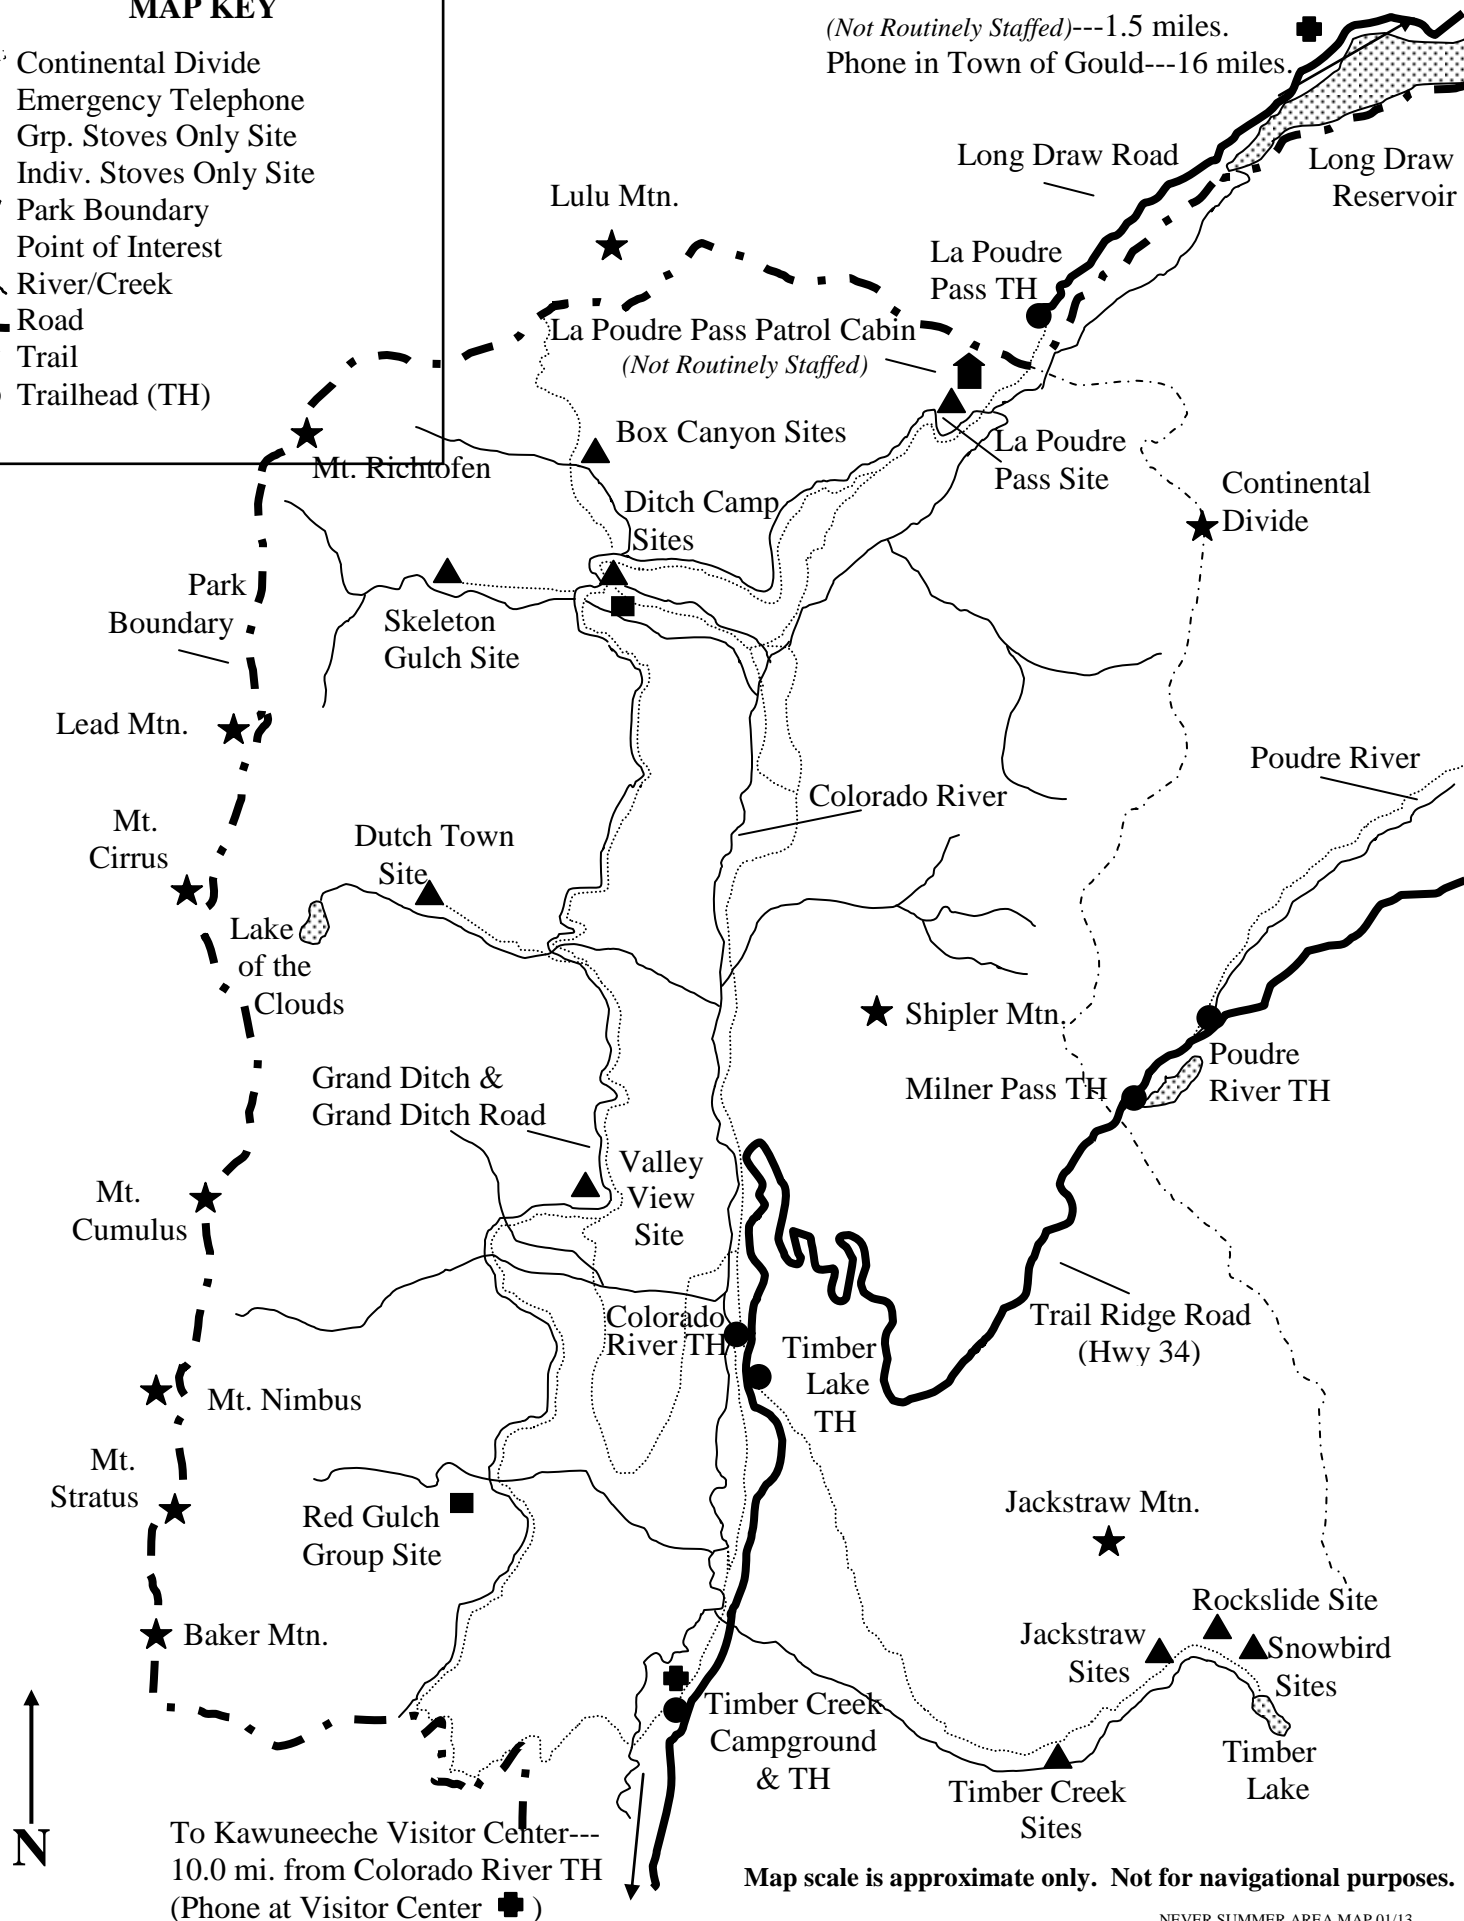 MAP KEY
Continental Divide
Emergency Telephone
Grp. Stoves Only Site
Indiv. Stoves Only Site
Park Boundary
Point of Interest
River/Creek
Road
Trail
Trailhead (TH)
(Not Routinely Staffed)---1.5 miles.
Phone in Town of Gould---16 miles.
Long Draw Road
Long Draw
Reservoir
Lulu Mtn.
La Poudre
Pass TH
La Poudre Pass Patrol Cabin
(Not Routinely Staffed)
Box Canyon Sites
La Poudre
Pass Site
Mt. Richtofen
Ditch Camp
Sites
Continental
Divide
Park
Boundary
Skeleton
Gulch Site
Lead Mtn.
Poudre River
Colorado River
Mt.
Cirrus
Dutch Town
Site
Lake
of the
Clouds
Shipler Mtn.
Poudre
River TH
Milner Pass TH
Grand Ditch &
Grand Ditch Road
Valley
View
Site
Mt.
Cumulus
Colorado
River TH
Trail Ridge Road
(Hwy 34)
Timber
Lake
TH
Mt. Nimbus
Mt.
Stratus
Red Gulch
Group Site
Jackstraw Mtn.
Rockslide Site
Jackstraw
Sites
Snowbird
Sites
Baker Mtn.
Timber Creek
Campground
& TH
Timber
Lake
Timber Creek
Sites
N
To Kawuneeche Visitor Center---
10.0 mi. from Colorado River TH
(Phone at Visitor Center )
Map scale is approximate only. Not for navigational purposes.
NEVER SUMMER AREA MAP 01/13